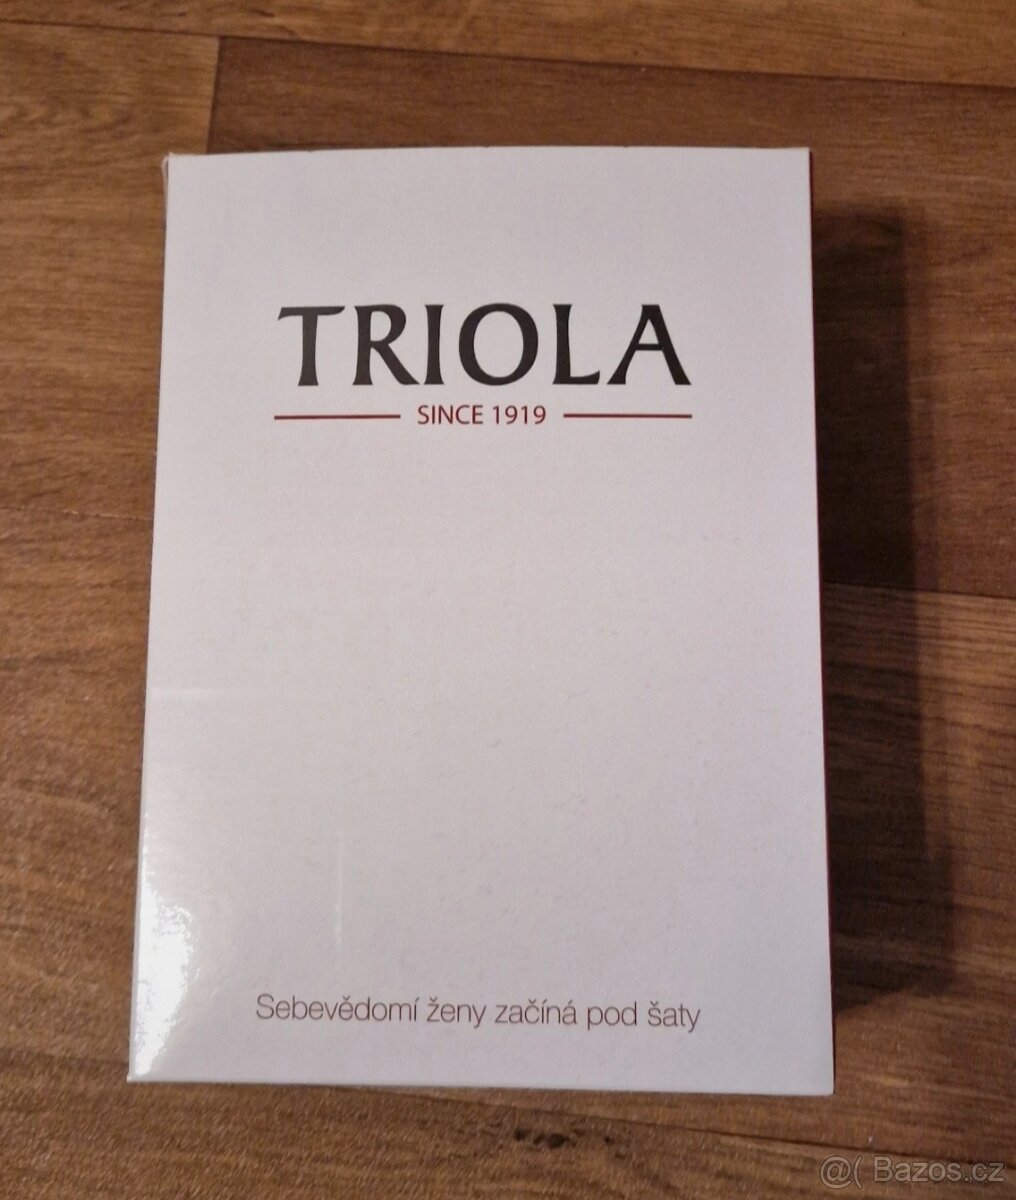 TRIOLA
SINCE 1919
Sebevědomí ženy začíná pod šaty
@( Bazos.cz